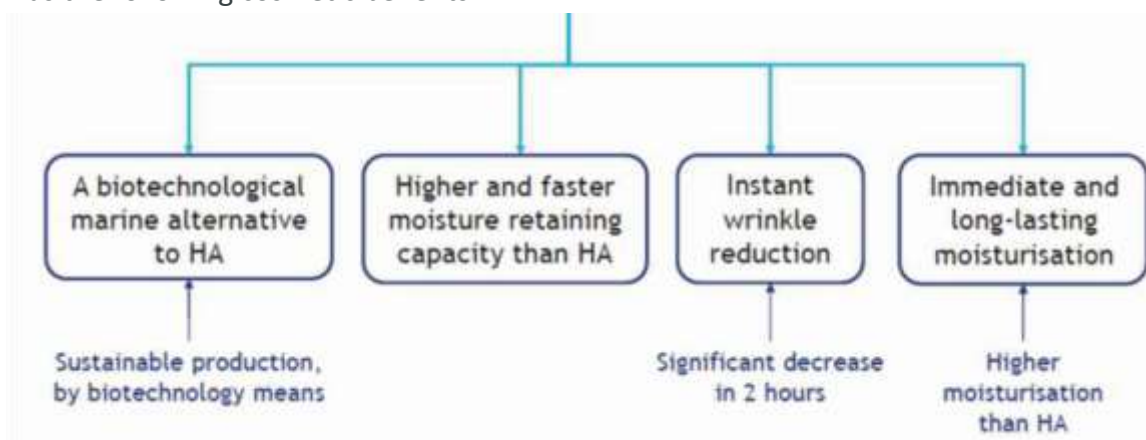 A biotechnological
marine alternative
to HA
Higher and faster
moisture retaining
capacity than HA
Instant
wrinkle
reduction
Immediate and
long-lasting
moisturisation
Sustainable production,
by biotechnology means
Significant decrease
in 2 hours
Higher
moisturisation
than HA